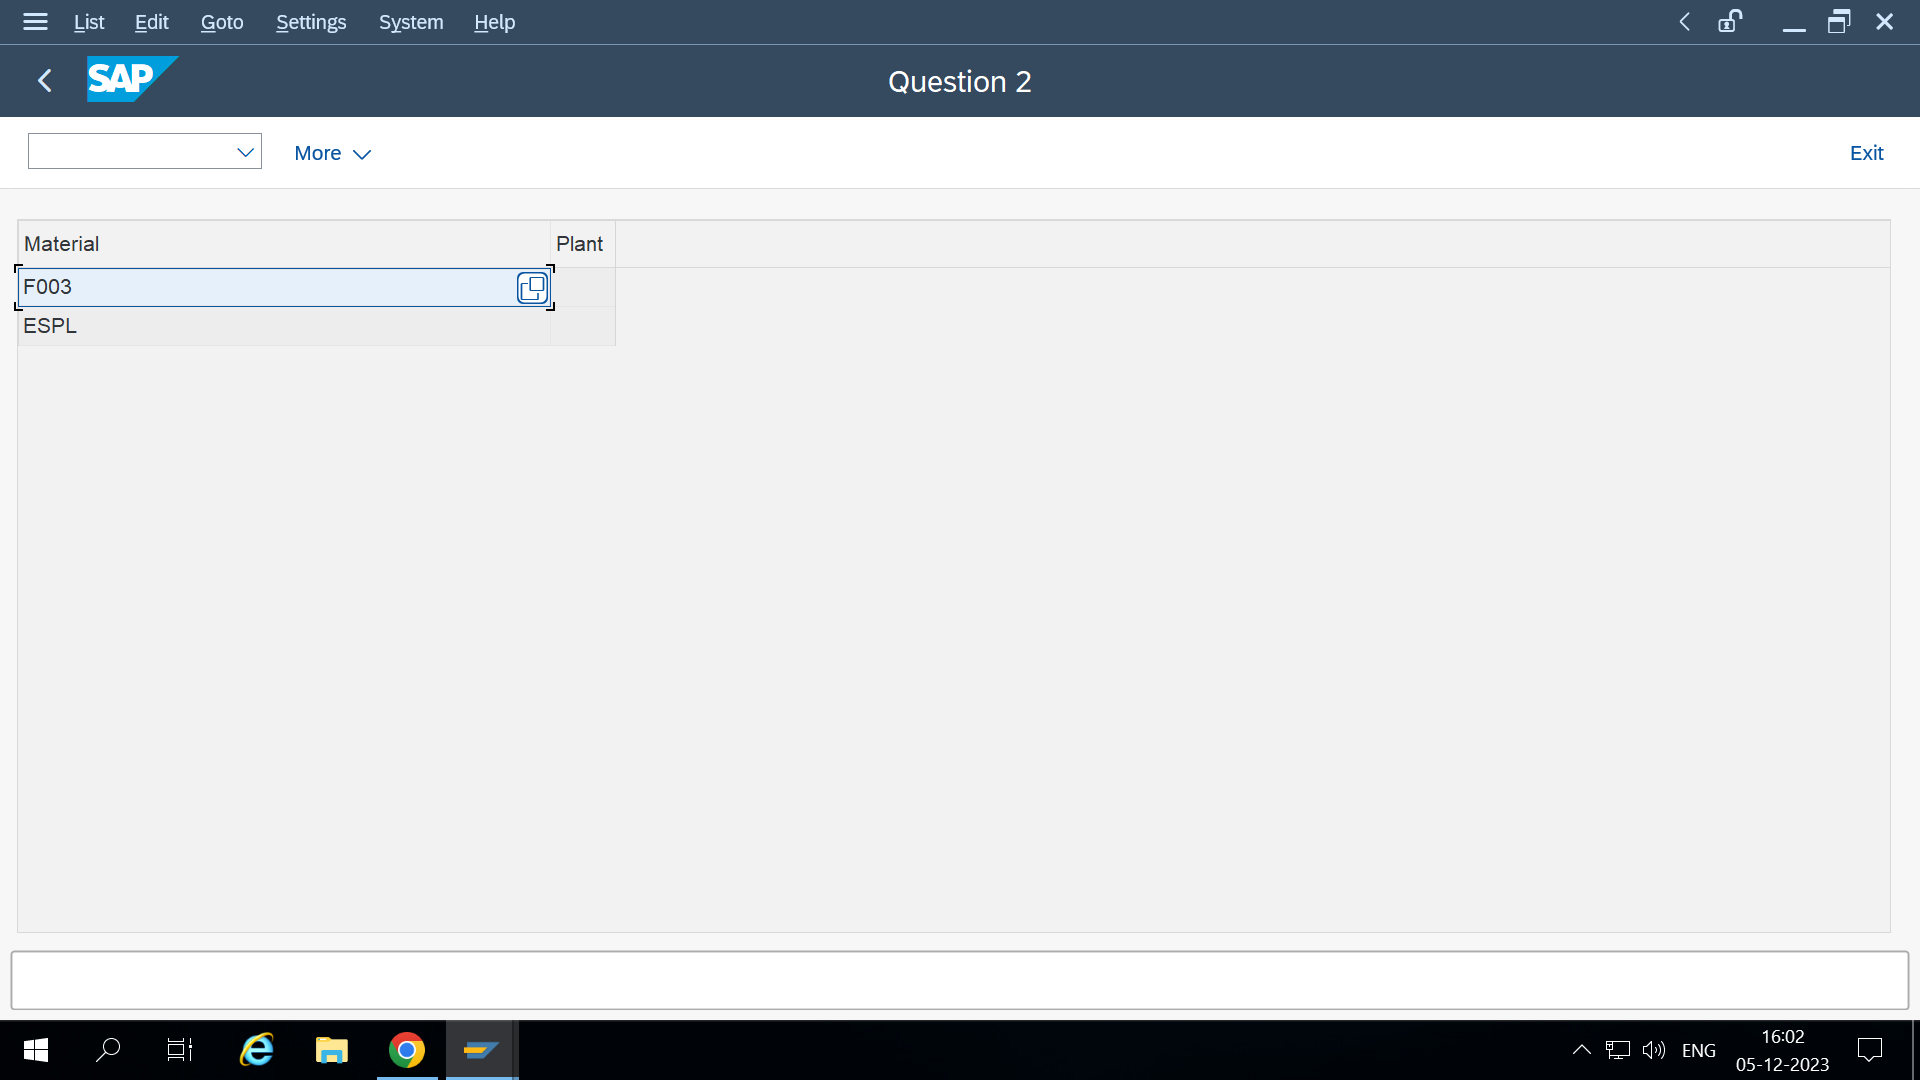 List Edit Goto Settings System Help
SAP Question 2
More Exit
Material Plant
F003
ESPL
ENG 16:02
05-12-2023